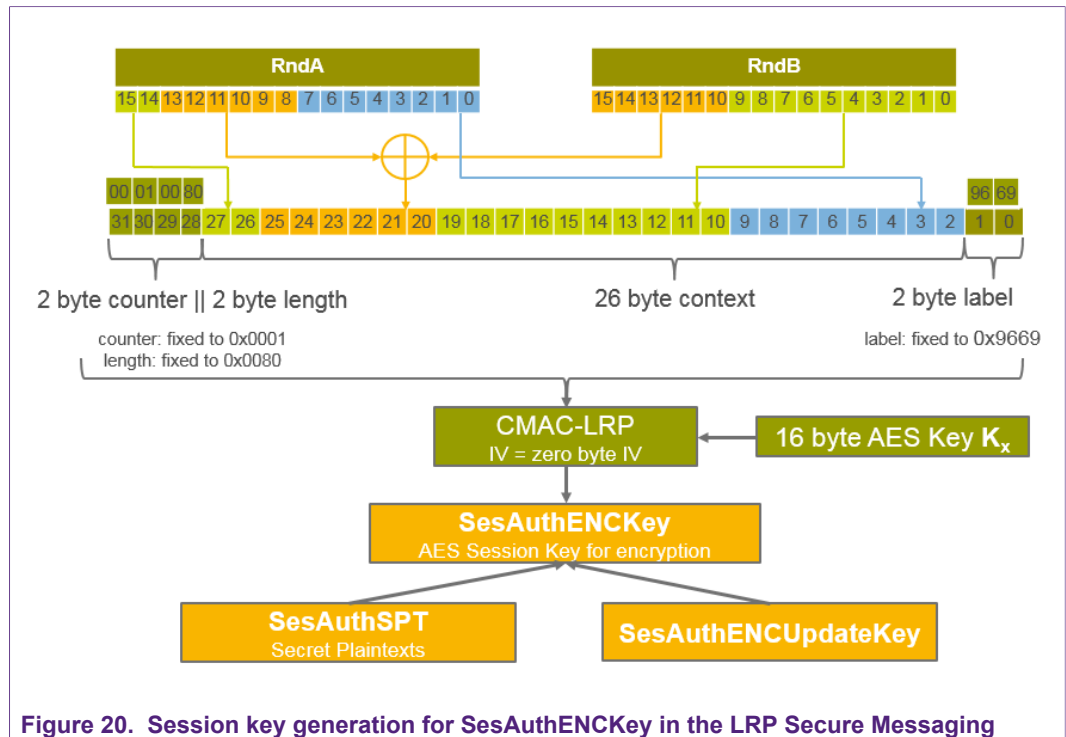 RndA RndB
15 14 13 12 11 10 9 8 7 6 5 4 3 2 1 0 15 14 13 12 11 10 9 8 7 6 5 4 3 2 1 0
00 01 00 80 96 69
31 30 29 28 27 26 25 24 23 22 21 20 19 18 17 16 15 14 13 12 11 10 9 8 7 6 5 4 3 2 1 0
2 byte counter || 2 byte length 26 byte context 2 byte label
counter: fixed to 0x0001 label: fixed to 0x9669
length: fixed to 0x0080
CMAC-LRP 16 byte AES Key Kx
IV = zero byte IV
SesAuthENCKey
AES Session Key for encryption
SesAuthSPT SesAuthENCUpdateKey
Secret Plaintexts
Figure 20. Session key generation for SesAuthENCKey in the LRP Secure Messaging